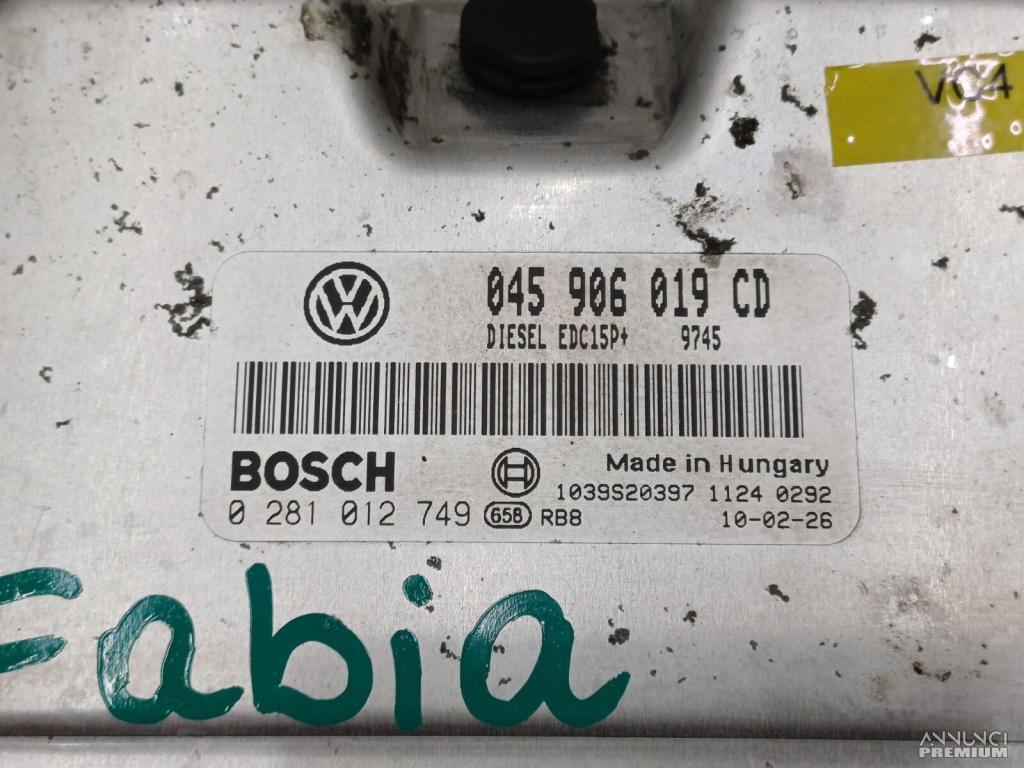 VC4
045 906 019 CD
DIESEL EDC15P+ 9745
BOSCH
Made in Hungary
1039S20397 1124 0292
0 281 012 749 658 RB8 10-02-26
Fabia
ANNUNCI
PREMIUM